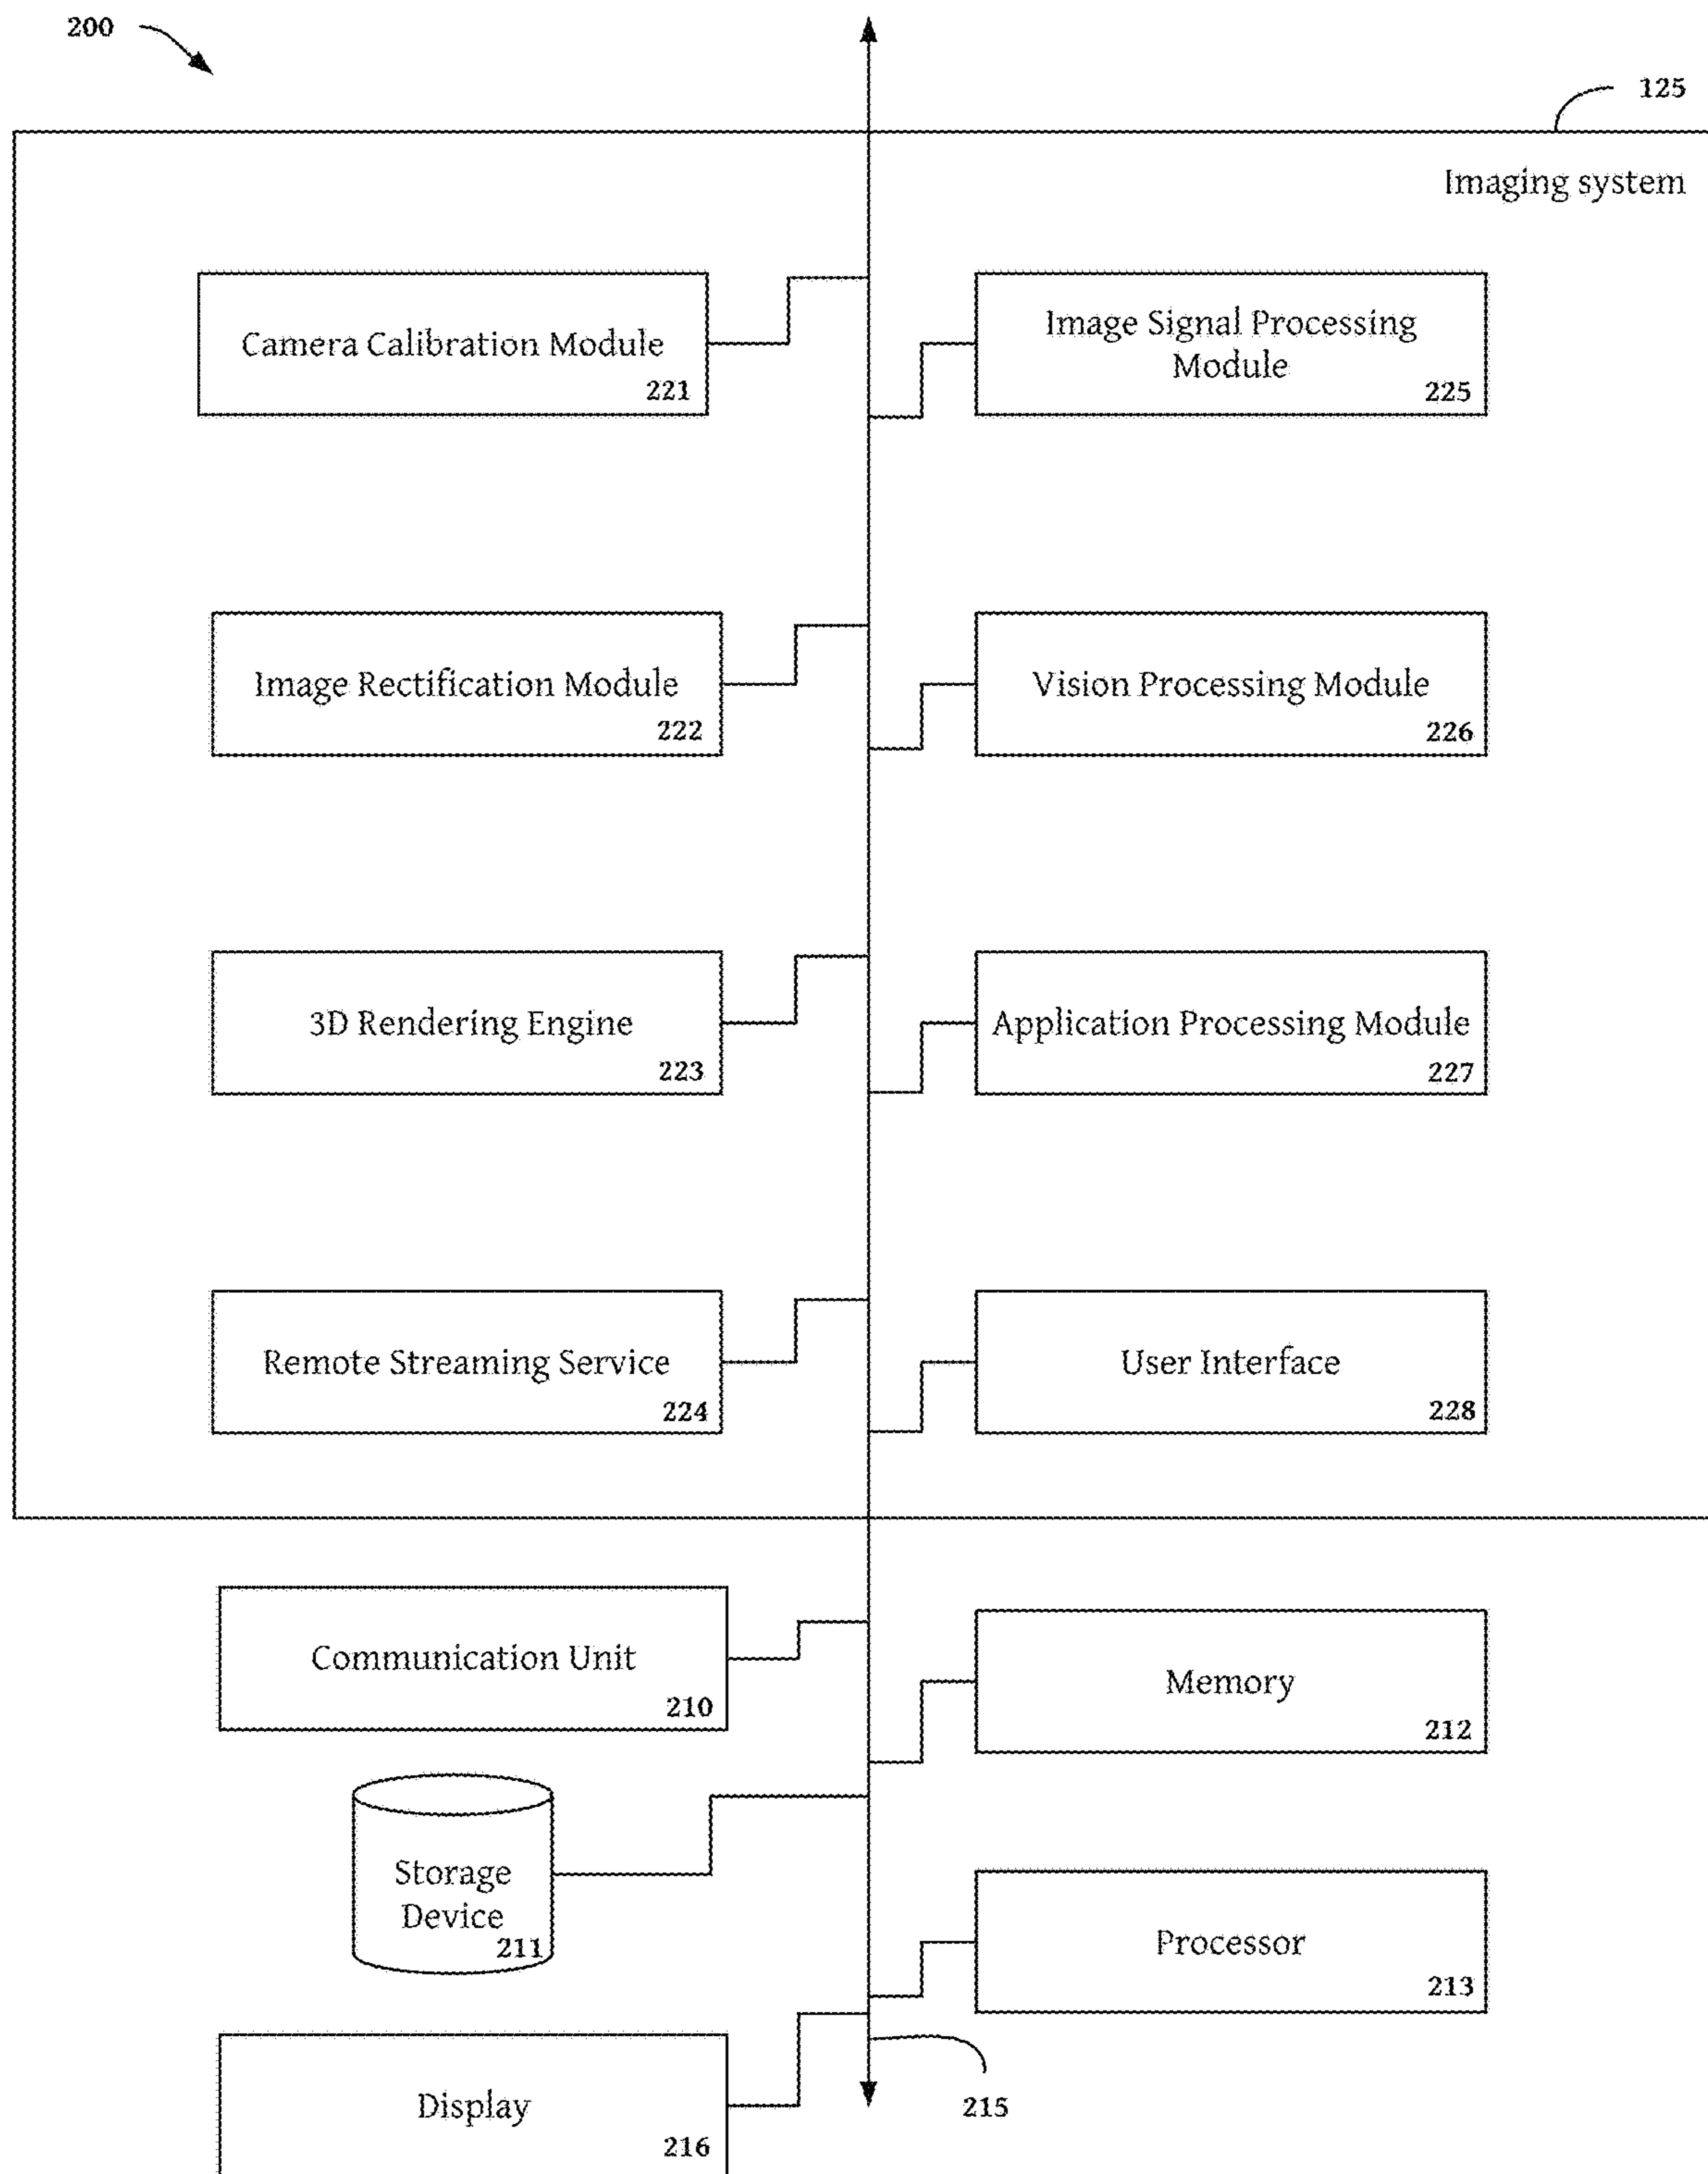 200
125
Imaging system
Camera Calibration Module
221
Image Signal Processing
Module
225
Image Rectification Module
222
Vision Processing Module
226
3D Rendering Engine
223
Application Processing Module
227
Remote Streaming Service
224
User Interface
228
Communication Unit
210
Memory
212
Storage
Device
211
Processor
213
Display
216
215